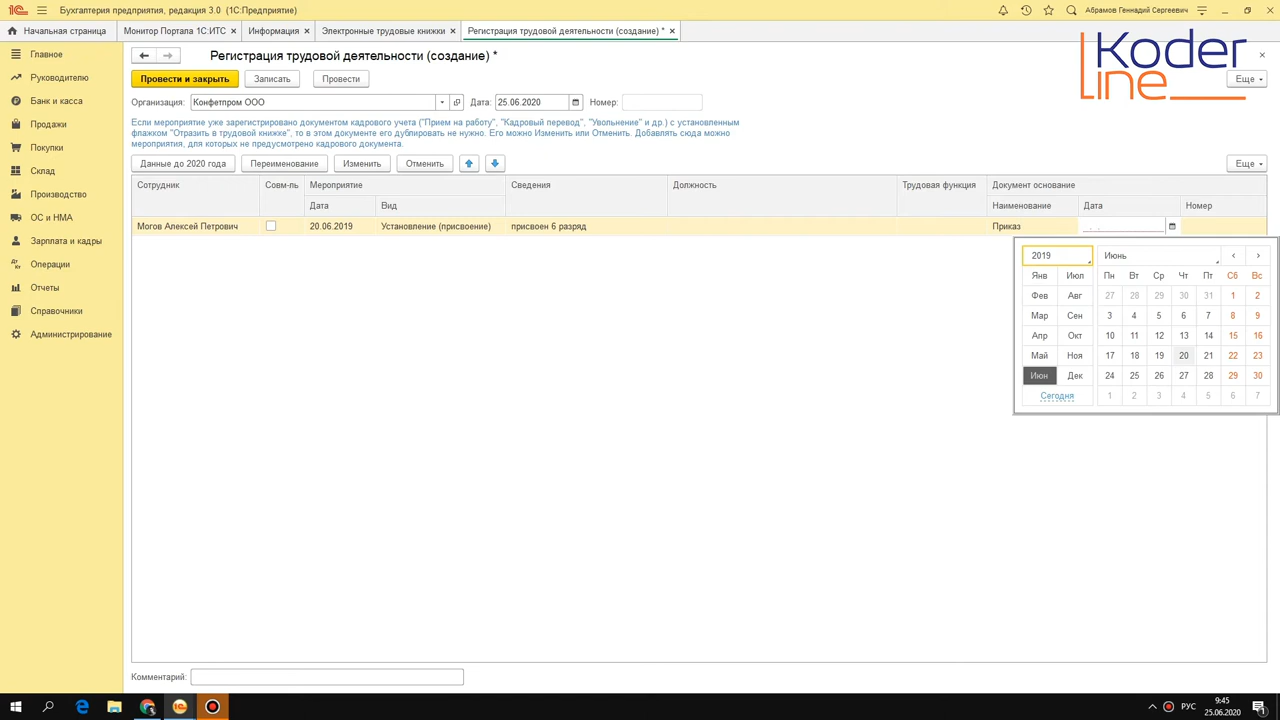 Бухгалтерия предприятия, редакция 3.0 (1С:Предприятие)
Абрамов Геннадий Сергеевич
Начальная страница
Монитор Портала 1С:ИТС ×
Информация ×
Электронные трудовые книжки ×
Регистрация трудовой деятельности (создание) * ×
Главное
Руководителю
Банк и касса
Продажи
Покупки
Склад
Производство
ОС и НМА
Зарплата и кадры
Операции
Отчеты
Справочники
Администрирование
Регистрация трудовой деятельности (создание) *
Koder
line
Провести и закрыть
Записать
Провести
Еще
Организация: Конфетпром ООО
Дата: 25.06.2020
Номер:
Если мероприятие уже зарегистрировано документом кадрового учета ("Прием на работу", "Кадровый перевод", "Увольнение" и др.) с установленным
флажком "Отразить в трудовой книжке", то в этом документе его дублировать не нужно. Его можно Изменить или Отменить. Добавлять сюда можно
мероприятия, для которых не предусмотрено кадрового документа.
Данные до 2020 года
Переименование
Изменить
Отменить
Еще
Сотрудник Совм-ль Мероприятие Сведения Должность Трудовая функция Документ основание
Дата Вид Наименование Дата Номер
Могов Алексей Петрович 20.06.2019 Установление (присвоение) присвоен 6 разряд Приказ . .
2019 Июнь
Янв Июл Пн Вт Ср Чт Пт Сб Вс
Фев Авг 27 28 29 30 31 1 2
Мар Сен 3 4 5 6 7 8 9
Апр Окт 10 11 12 13 14 15 16
Май Ноя 17 18 19 20 21 22 23
Июн Дек 24 25 26 27 28 29 30
Сегодня 1 2 3 4 5 6 7
Комментарий:
РУС
9:45
25.06.2020